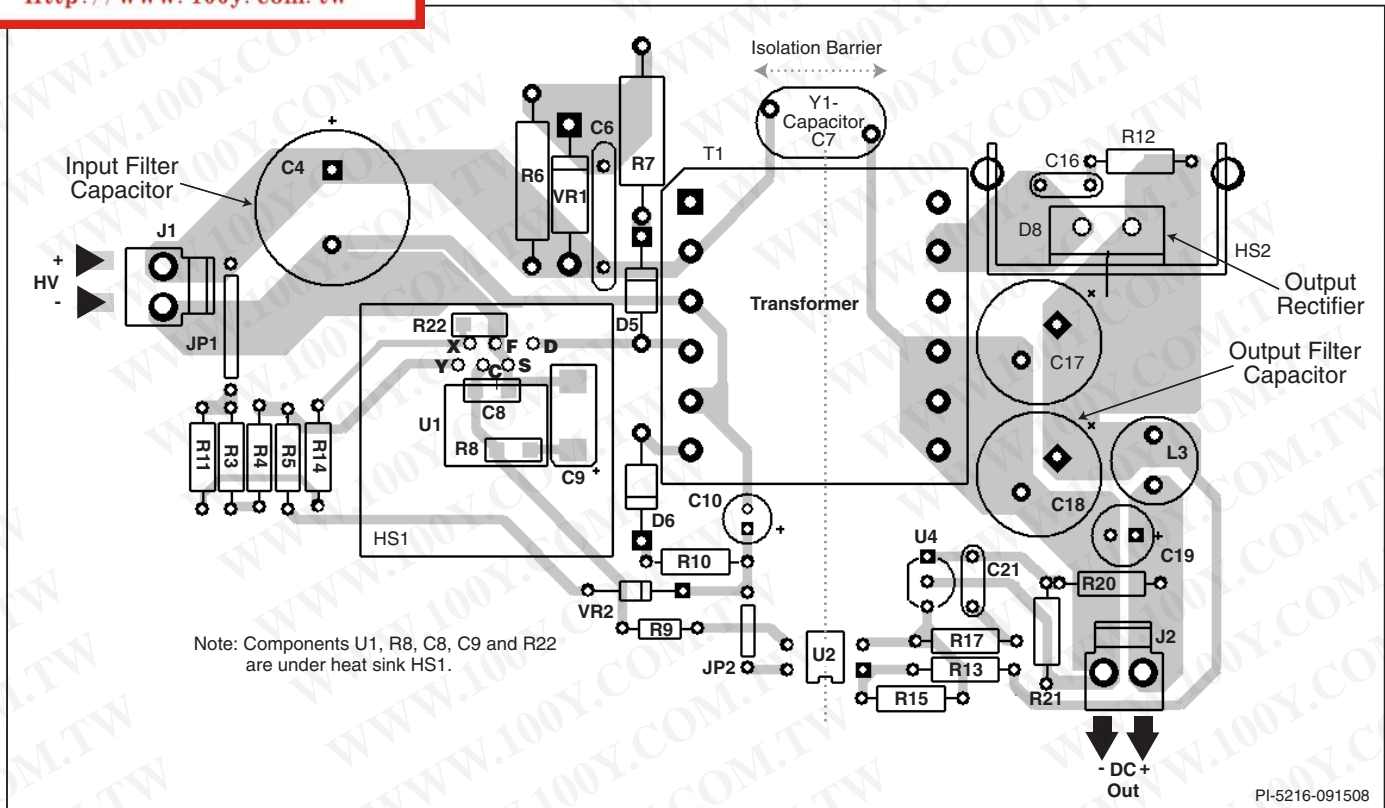 Http://www.100y.com.tw
WWW.100Y.COM.TW
Isolation Barrier
Y1-
Capacitor
C7
Input Filter
Capacitor
C4
+
J1
+
HV
-
JP1
R6
VR1
C6
R7
T1
Transformer
D5
R12
C16
D8
HS2
Output
Rectifier
C17
Output Filter
Capacitor
C18
L3
C19
+
R22
X
F
D
Y
C
S
C8
U1
R8
C9
+
HS1
R11
R3
R4
R5
R14
D6
C10
+
R10
VR2
R9
JP2
U2
U4
C21
R20
R17
R13
R15
R21
J2
- DC +
Out
Note: Components U1, R8, C8, C9 and R22
are under heat sink HS1.
PI-5216-091508